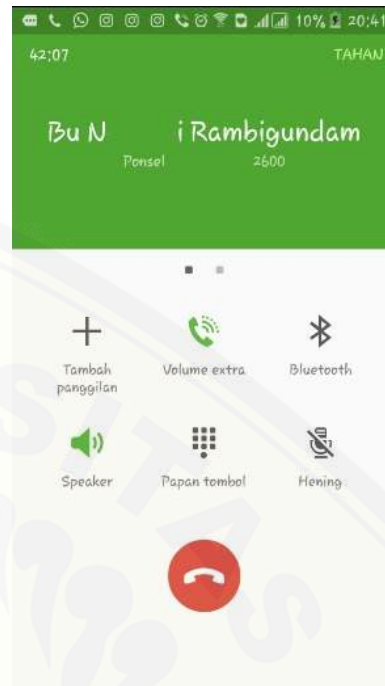 10% 20:41
42:07 TAHAN
Bu N i Rambigundam
Ponsel 2600
Tambah panggilan
Volume extra
Bluetooth
Speaker
Papan tombol
Hening
SITAS